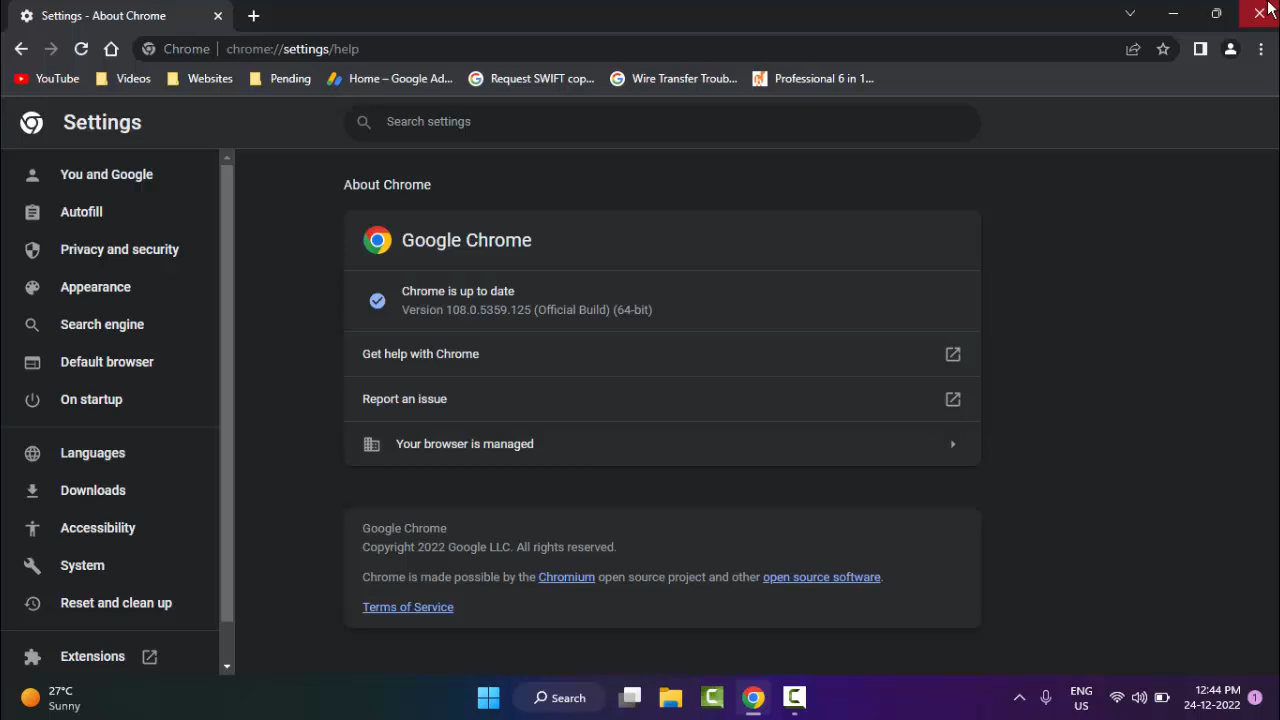 Settings - About Chrome
Chrome
chrome://settings/help
YouTube
Videos
Websites
Pending
Home – Google Ad...
Request SWIFT cop...
Wire Transfer Troub...
Professional 6 in 1...
Settings
Search settings
You and Google
Autofill
Privacy and security
Appearance
Search engine
Default browser
On startup
Languages
Downloads
Accessibility
System
Reset and clean up
Extensions
About Chrome
Google Chrome
Chrome is up to date
Version 108.0.5359.125 (Official Build) (64-bit)
Get help with Chrome
Report an issue
Your browser is managed
Google Chrome
Copyright 2022 Google LLC. All rights reserved.
Chrome is made possible by the Chromium open source project and other open source software.
Terms of Service
27°C
Sunny
Search
ENG
US
12:44 PM
24-12-2022
1